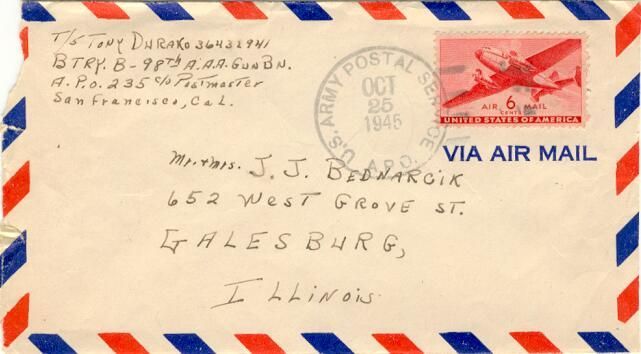 T/5 TONY DURAKO 36432941
BTRY. B - 98TH A.A.A. GUN BN.
A.P.O. 235 c/o Postmaster
San Francisco, Cal.
U.S. ARMY POSTAL SERVICE
OCT
25
1945
A.P.O.
AIR 6 MAIL
CENTS
UNITED STATES OF AMERICA
VIA AIR MAIL
Mr. & Mrs. J. J. BEDNARCIK
652 WEST GROVE ST.
GALESBURG,
ILLINOIS